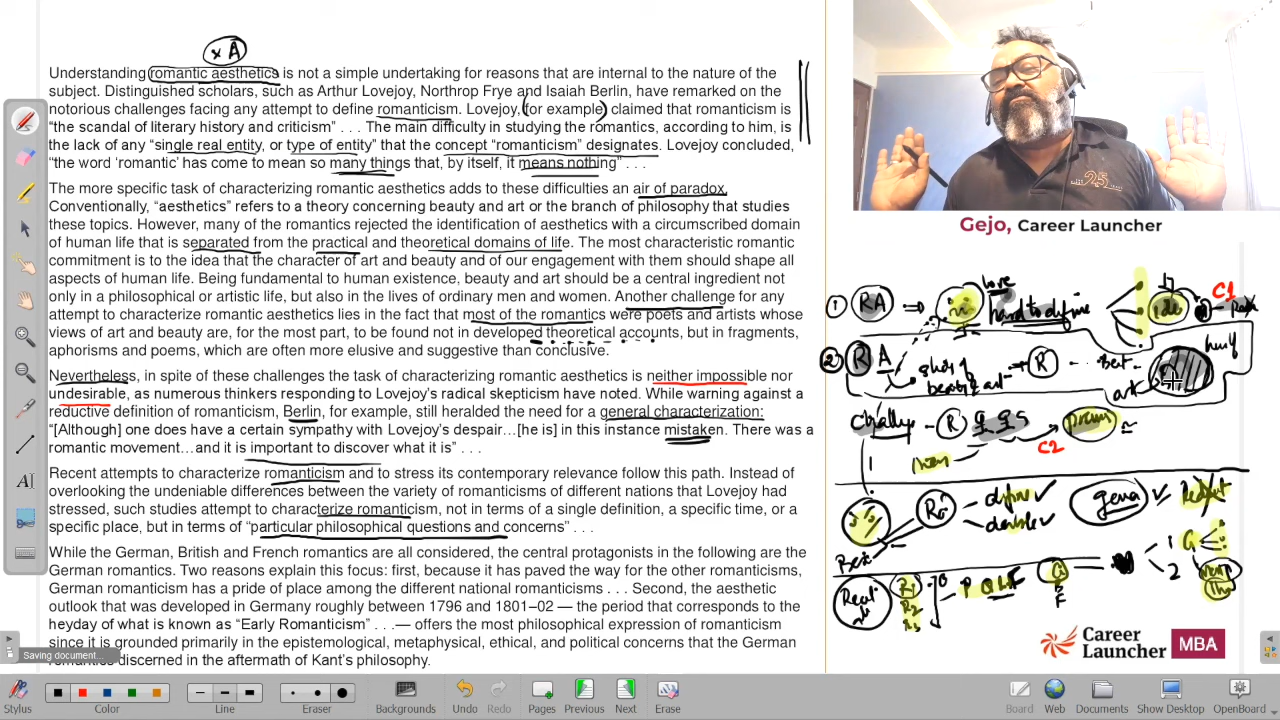 x A
Understanding romantic aesthetics is not a simple undertaking for reasons that are internal to the nature of the
subject. Distinguished scholars, such as Arthur Lovejoy, Northrop Frye and Isaiah Berlin, have remarked on the
notorious challenges facing any attempt to define romanticism. Lovejoy, for example, claimed that romanticism is
“the scandal of literary history and criticism” . . . The main difficulty in studying the romantics, according to him, is
the lack of any “single real entity, or type of entity” that the concept “romanticism” designates. Lovejoy concluded,
“the word ‘romantic’ has come to mean so many things that, by itself, it means nothing” . . .
The more specific task of characterizing romantic aesthetics adds to these difficulties an air of paradox.
Conventionally, “aesthetics” refers to a theory concerning beauty and art or the branch of philosophy that studies
these topics. However, many of the romantics rejected the identification of aesthetics with a circumscribed domain
of human life that is separated from the practical and theoretical domains of life. The most characteristic romantic
commitment is to the idea that the character of art and beauty and of our engagement with them should shape all
aspects of human life. Being fundamental to human existence, beauty and art should be a central ingredient not
only in a philosophical or artistic life, but also in the lives of ordinary men and women. Another challenge for any
attempt to characterize romantic aesthetics lies in the fact that most of the romantics were poets and artists whose
views of art and beauty are, for the most part, to be found not in developed theoretical accounts, but in fragments,
aphorisms and poems, which are often more elusive and suggestive than conclusive.
Nevertheless, in spite of these challenges the task of characterizing romantic aesthetics is neither impossible nor
undesirable, as numerous thinkers responding to Lovejoy’s radical skepticism have noted. While warning against a
reductive definition of romanticism, Berlin, for example, still heralded the need for a general characterization:
“[Although] one does have a certain sympathy with Lovejoy’s despair…[he is] in this instance mistaken. There was a
romantic movement…and it is important to discover what it is” . . .
Recent attempts to characterize romanticism and to stress its contemporary relevance follow this path. Instead of
overlooking the undeniable differences between the variety of romanticisms of different nations that Lovejoy had
stressed, such studies attempt to characterize romanticism, not in terms of a single definition, a specific time, or a
specific place, but in terms of “particular philosophical questions and concerns” . . .
While the German, British and French romantics are all considered, the central protagonists in the following are the
German romantics. Two reasons explain this focus: first, because it has paved the way for the other romanticisms,
German romanticism has a pride of place among the different national romanticisms . . . Second, the aesthetic
outlook that was developed in Germany roughly between 1796 and 1801–02 — the period that corresponds to the
heyday of what is known as “Early Romanticism” . . .— offers the most philosophical expression of romanticism
since it is grounded primarily in the epistemological, metaphysical, ethical, and political concerns that the German
discerned in the aftermath of Kant’s philosophy.
Saving document...
25
Gejo, Career Launcher
1 RA hard to define C1
2 R A R
art
C2
1
2
R1
R2
Career
Launcher MBA
Stylus Color Line Eraser Backgrounds Undo Redo Pages Previous Next Erase Board Web Documents Show Desktop OpenBoard